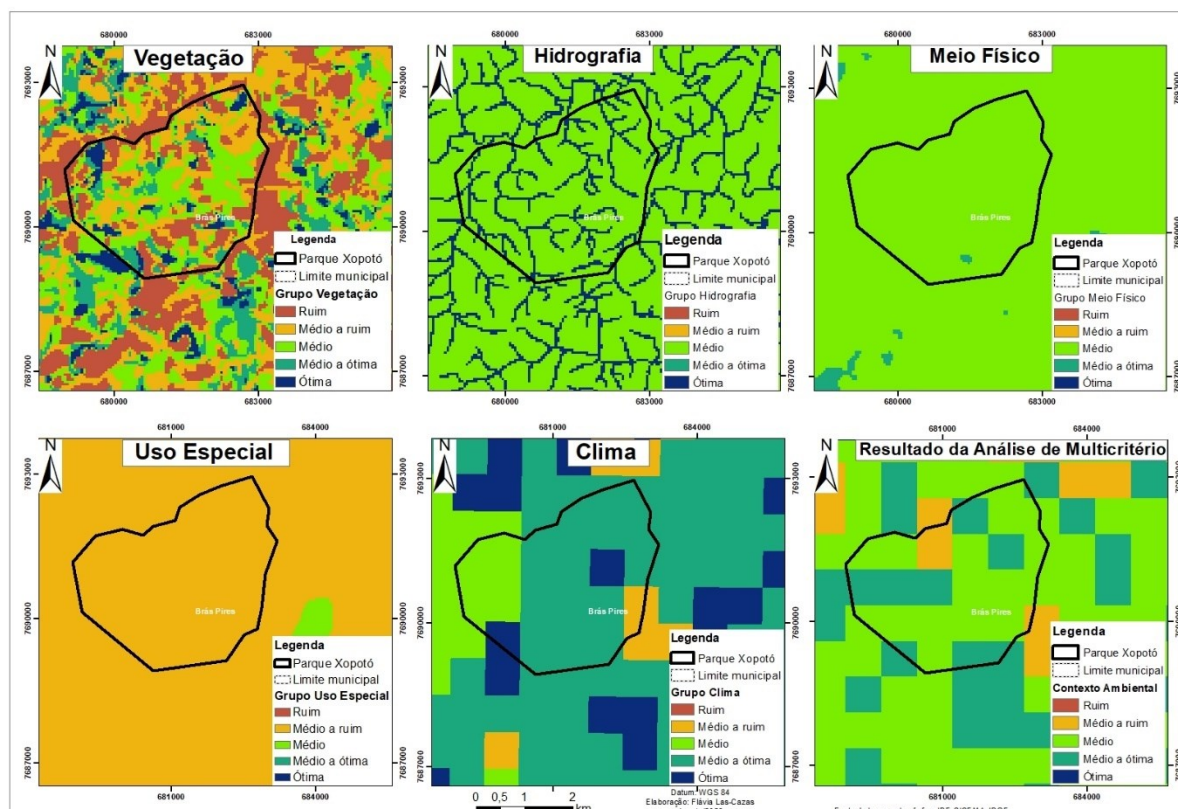 Vegetação
N
680000
683000
7693000
7690000
7687000
Brás Pires
Legenda
Parque Xopotó
Limite municipal
Grupo Vegetação
Ruim
Médio a ruim
Médio
Médio a ótima
Ótima
680000
683000
Hidrografia
N
680000
683000
7693000
7690000
7687000
Brás Pires
Legenda
Parque Xopotó
Limite municipal
Grupo Hidrografia
Ruim
Médio a ruim
Médio
Médio a ótima
Ótima
680000
683000
Meio Físico
N
680000
683000
7693000
7690000
7687000
Brás Pires
Legenda
Parque Xopotó
Limite municipal
Grupo Meio Físico
Ruim
Médio a ruim
Médio
Médio a ótima
Ótima
680000
683000
681000
684000
Uso Especial
N
7693000
7690000
7687000
Brás Pires
Legenda
Parque Xopotó
Limite municipal
Grupo Uso Especial
Ruim
Médio a ruim
Médio
Médio a ótima
Ótima
681000
684000
681000
684000
Clima
N
7693000
7690000
7687000
Brás Pires
Legenda
Parque Xopotó
Limite municipal
Grupo Clima
Ruim
Médio a ruim
Médio
Médio a ótima
Ótima
0 0,5 1 2
km
Datum: WGS 84
Elaboração: Flávia Las-Cazas
681000
684000
Resultado da Análise de Multicritério
N
7693000
7690000
7687000
Brás Pires
Legenda
Parque Xopotó
Limite municipal
Contexto Ambiental
Ruim
Médio a ruim
Médio
Médio a ótima
Ótima
681000
684000